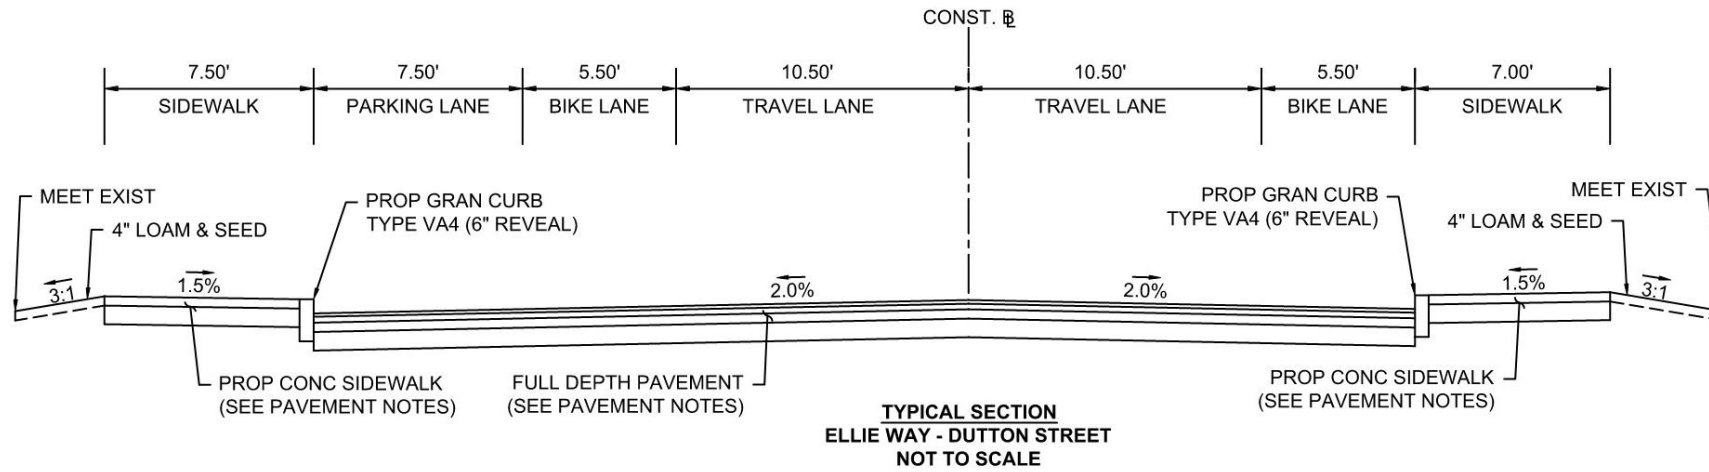 CONST. BL
7.50' 7.50' 5.50' 10.50' 10.50' 5.50' 7.00'
SIDEWALK PARKING LANE BIKE LANE TRAVEL LANE TRAVEL LANE BIKE LANE SIDEWALK
MEET EXIST
4" LOAM & SEED
PROP GRAN CURB
TYPE VA4 (6" REVEAL)
PROP GRAN CURB
TYPE VA4 (6" REVEAL)
MEET EXIST
4" LOAM & SEED
3:1 1.5% 2.0% 2.0% 1.5% 3:1
PROP CONC SIDEWALK
(SEE PAVEMENT NOTES)
FULL DEPTH PAVEMENT
(SEE PAVEMENT NOTES)
PROP CONC SIDEWALK
(SEE PAVEMENT NOTES)
TYPICAL SECTION
ELLIE WAY - DUTTON STREET
NOT TO SCALE